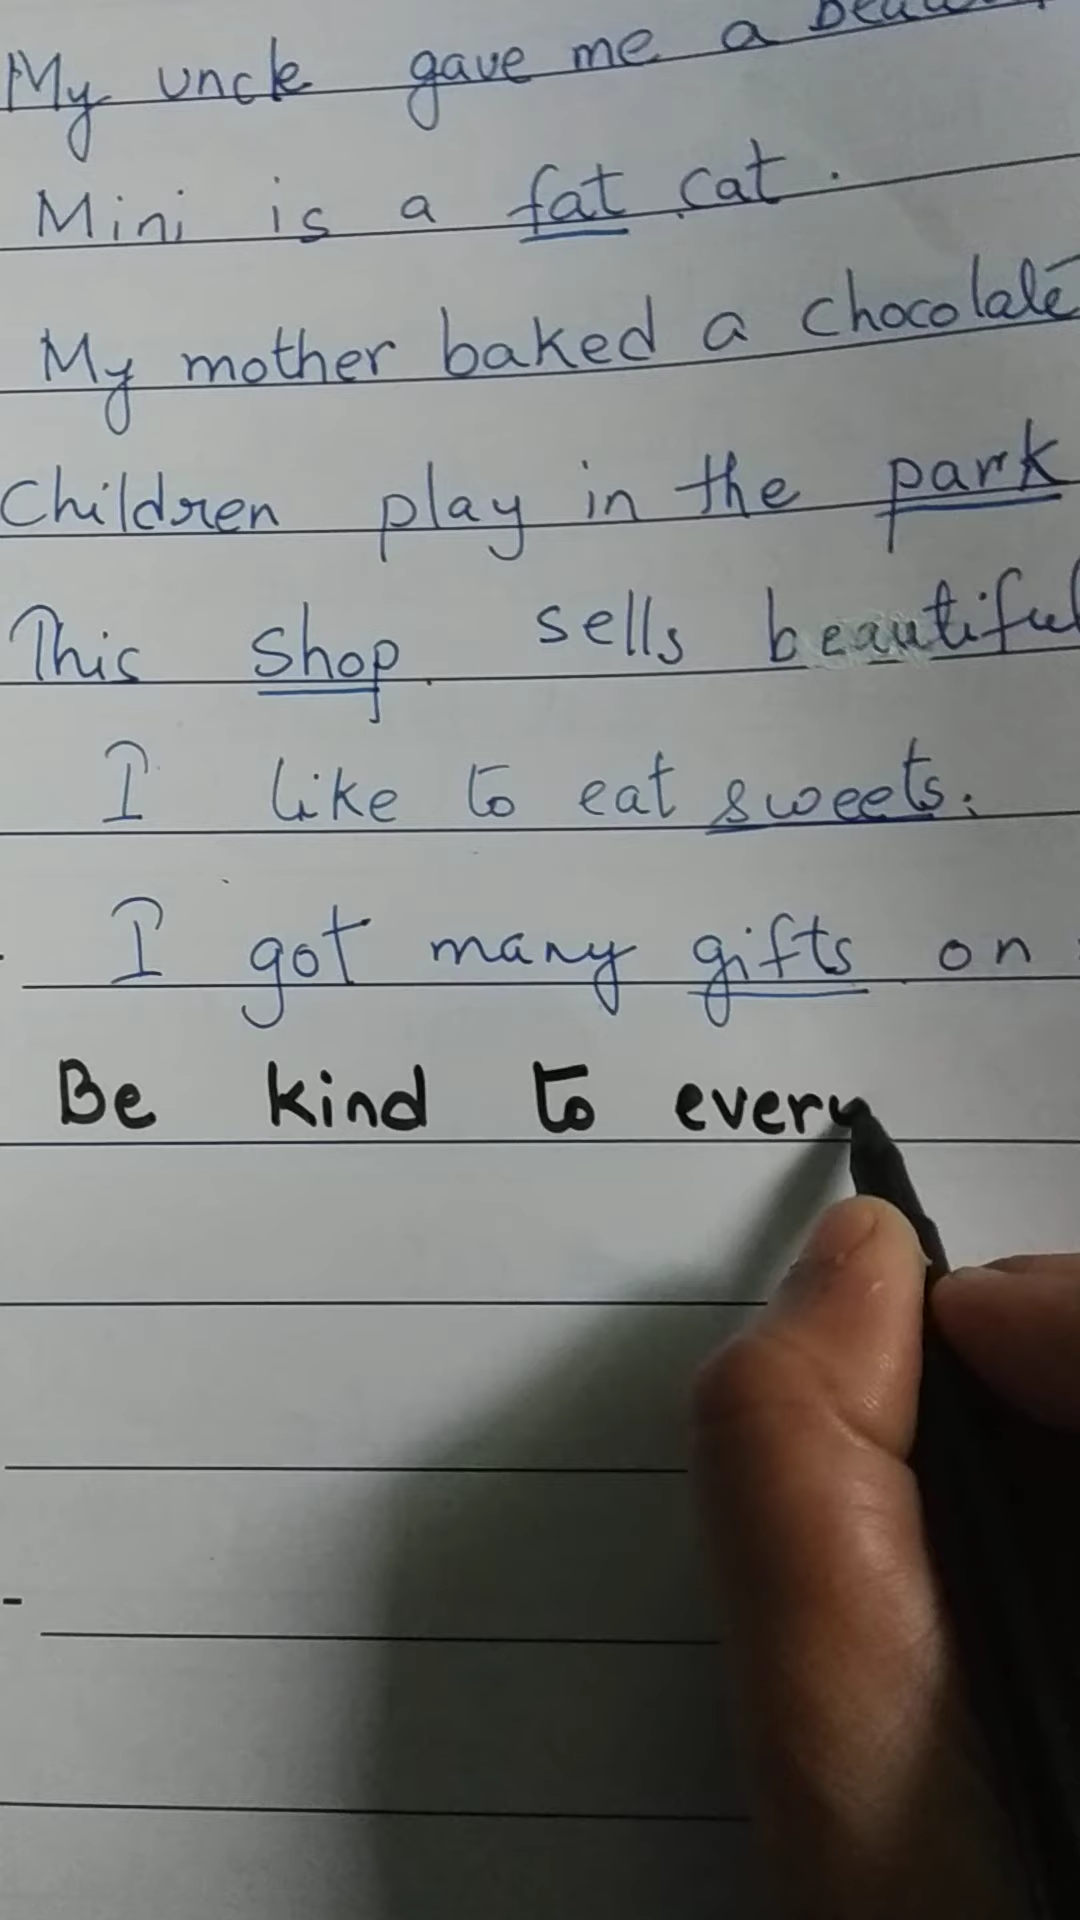 My uncle gave me a
Mini is a fat cat.
My mother baked a chocolate
Children play in the park
This shop sells beautiful
I like to eat sweets.
I got many gifts on
Be kind to every